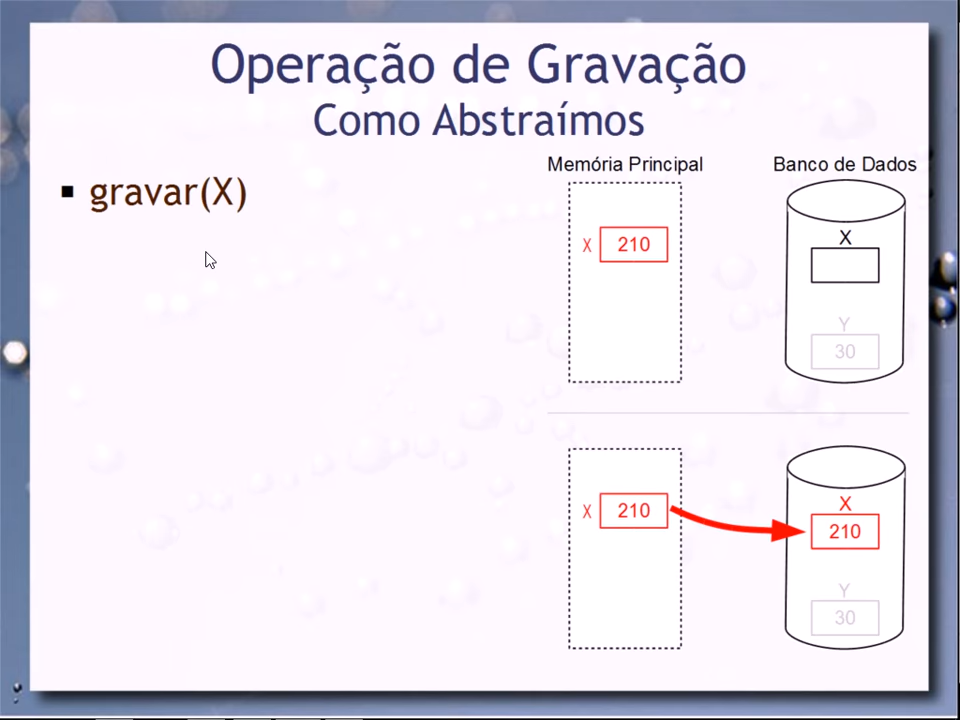 Operação de Gravação
Como Abstraímos
▪ gravar(X)
Memória Principal
Banco de Dados
X 210
X
Y
30
X 210
X
210
Y
30